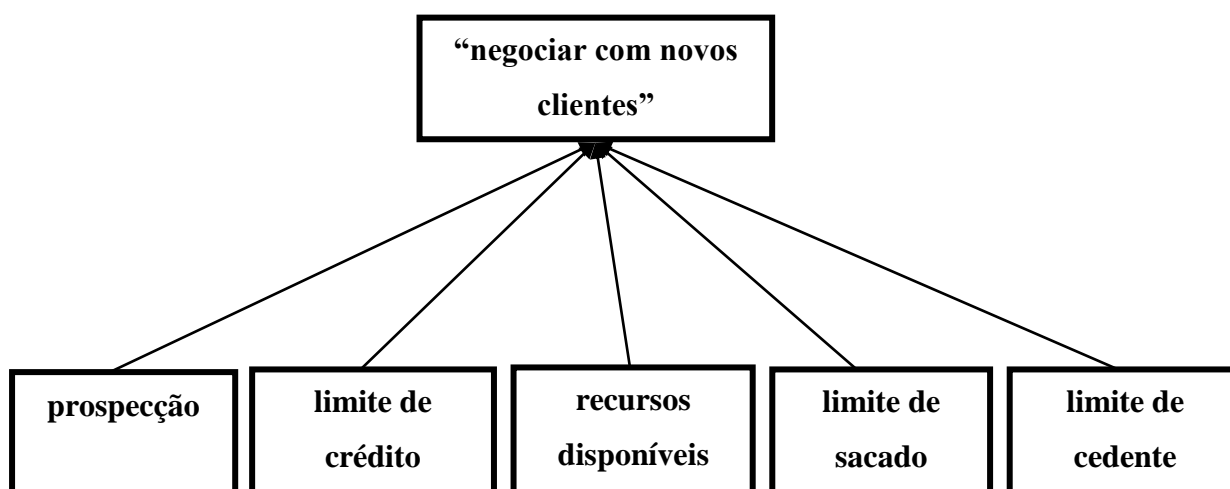 “negociar com novos
clientes”
prospecção
limite de
crédito
recursos
disponíveis
limite de
sacado
limite de
cedente